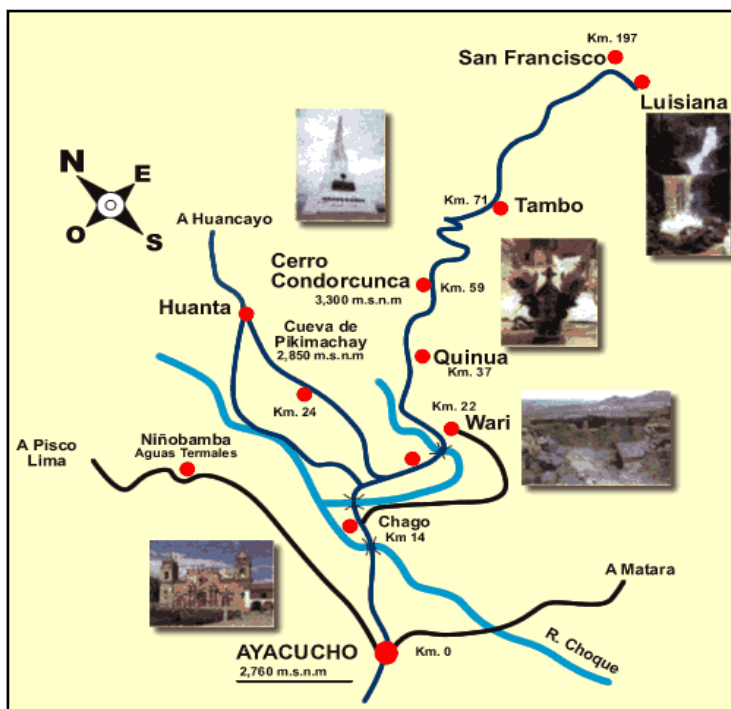 Km. 197
San Francisco
Luisiana
N
E
O
S
A Huancayo
Km. 71
Tambo
Cerro
Condorcunca
3,300 m.s.n.m
Km. 59
Huanta
Cueva de
Pikimachay
2,850 m.s.n.m
Quinua
Km. 37
Km. 24
Km. 22
Wari
A Pisco
Lima
Niñobamba
Aguas Termales
Chago
Km 14
A Matara
R. Choque
AYACUCHO
2,760 m.s.n.m
Km. 0